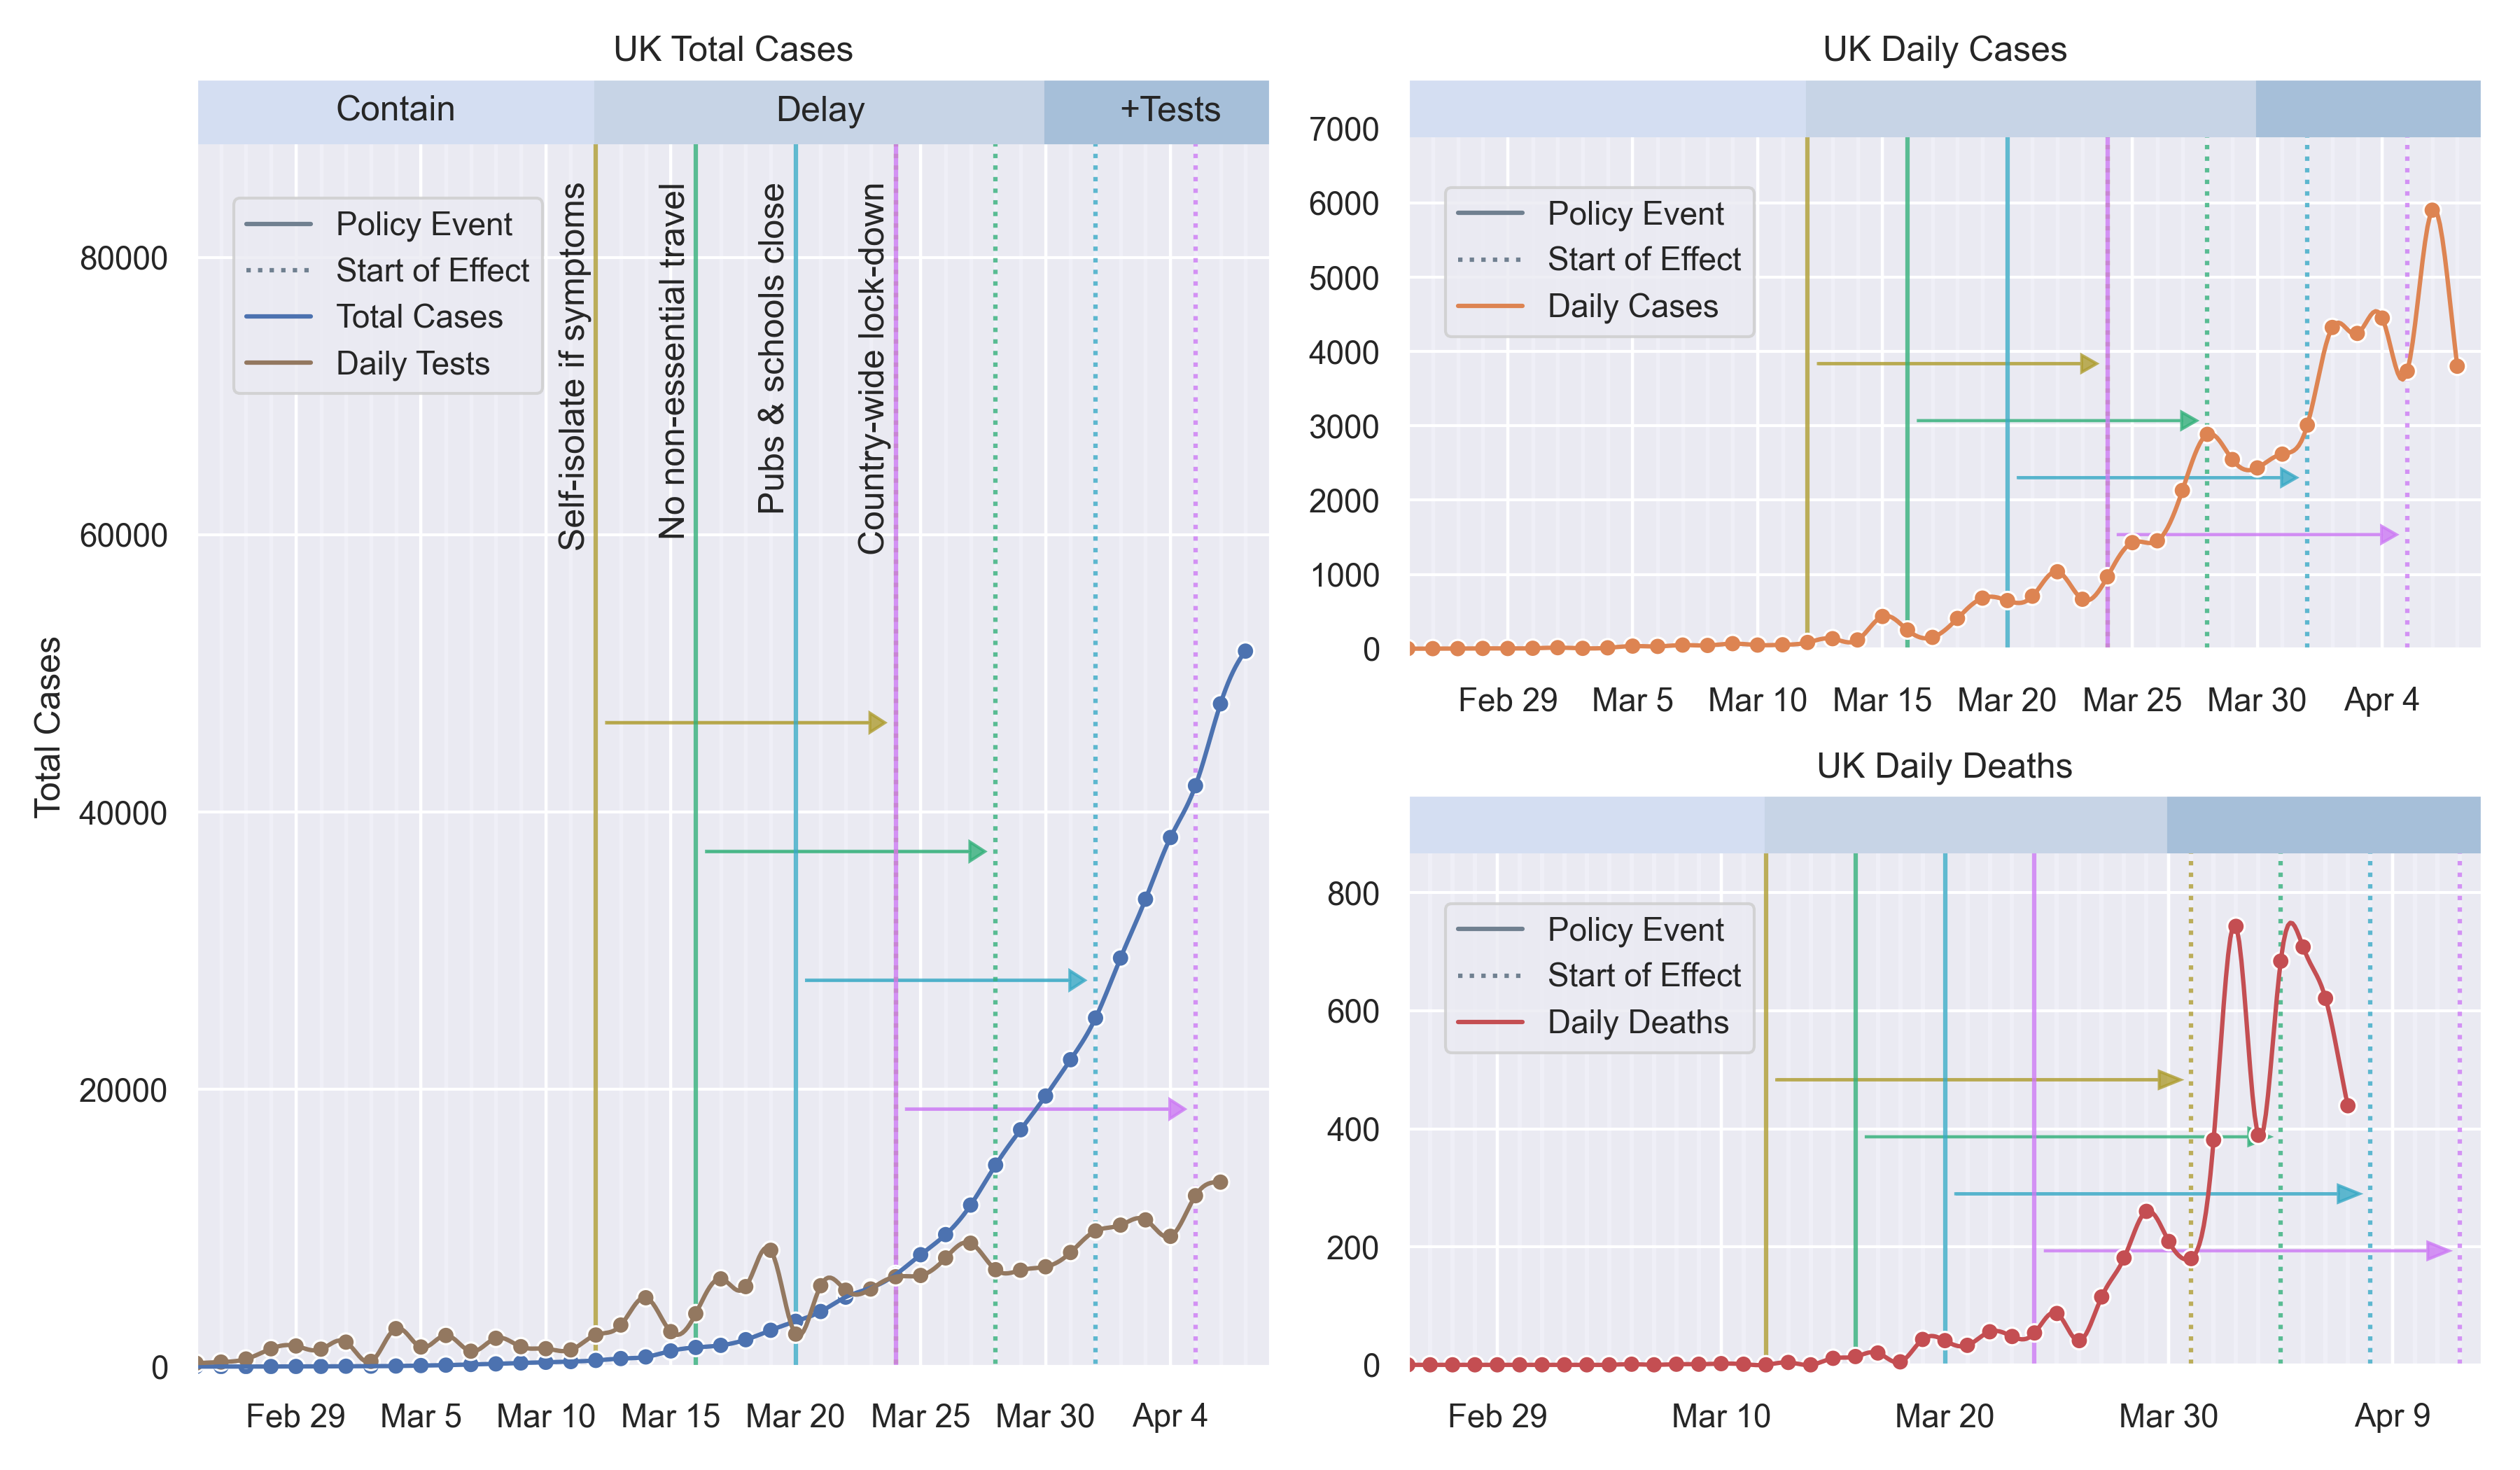 UK Total Cases
Contain
Delay
+Tests
Policy Event
Start of Effect
Total Cases
Daily Tests
Self-isolate if symptoms
No non-essential travel
Pubs & schools close
Country-wide lock-down
Total Cases
80000
60000
40000
20000
0
Feb 29
Mar 5
Mar 10
Mar 15
Mar 20
Mar 25
Mar 30
Apr 4
UK Daily Cases
7000
6000
5000
4000
3000
2000
1000
0
Policy Event
Start of Effect
Daily Cases
Feb 29
Mar 5
Mar 10
Mar 15
Mar 20
Mar 25
Mar 30
Apr 4
UK Daily Deaths
800
600
400
200
0
Policy Event
Start of Effect
Daily Deaths
Feb 29
Mar 10
Mar 20
Mar 30
Apr 9